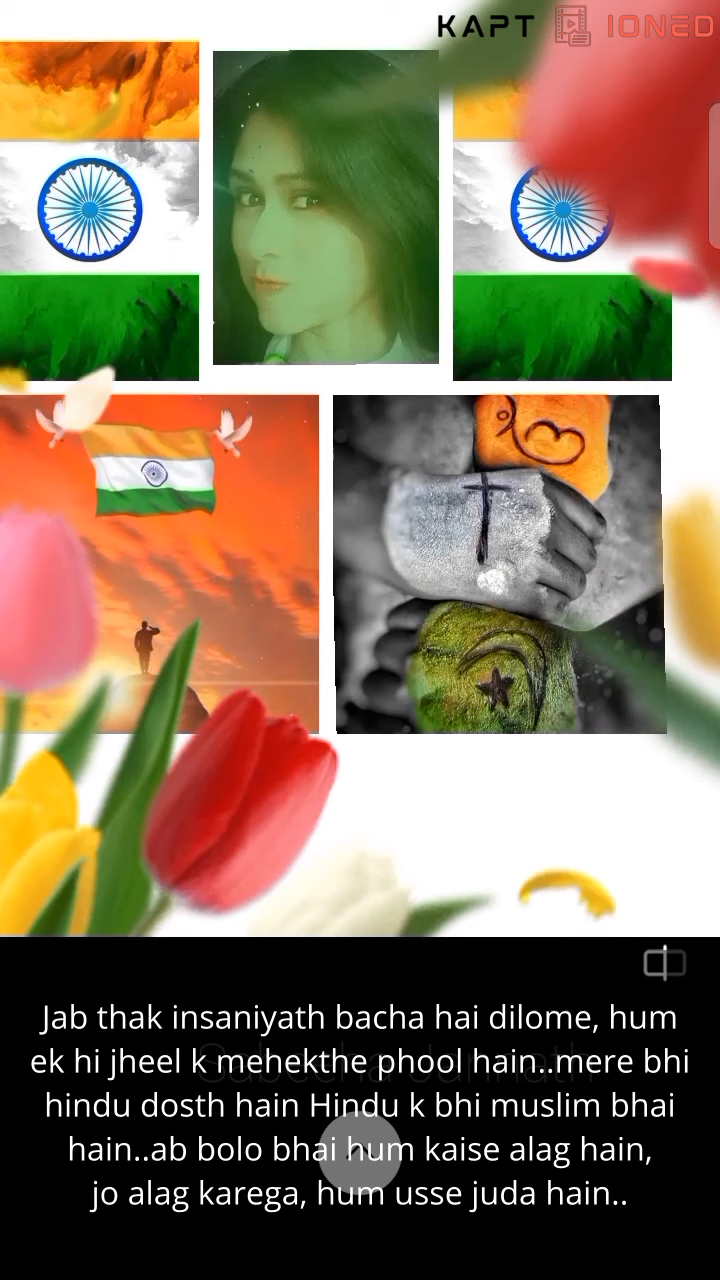 KAPT IONED
Jab thak insaniyath bacha hai dilome, hum
ek hi jheel k mehekthe phool hain..mere bhi
hindu dosth hain Hindu k bhi muslim bhai
hain..ab bolo bhai hum kaise alag hain,
jo alag karega, hum usse juda hain..